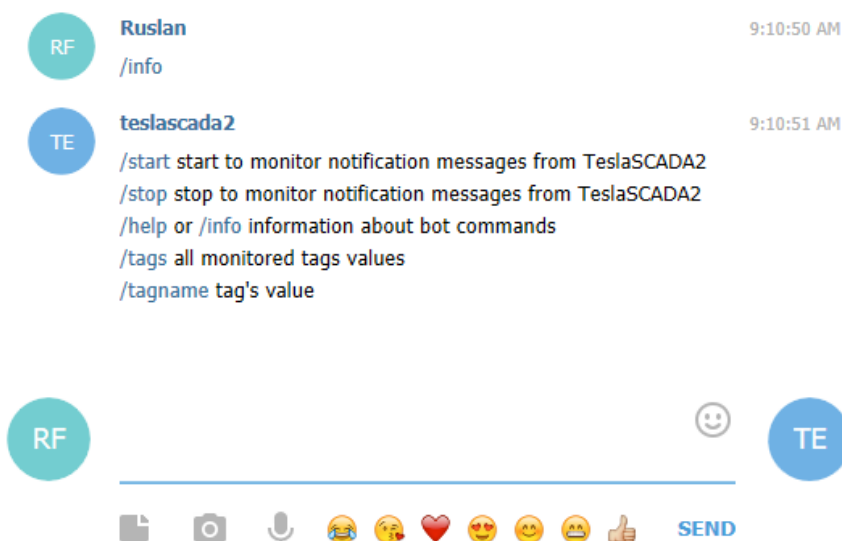 RF
Ruslan
9:10:50 AM
/info
TE
teslascada2
9:10:51 AM
/start start to monitor notification messages from TeslaSCADA2
/stop stop to monitor notification messages from TeslaSCADA2
/help or /info information about bot commands
/tags all monitored tags values
/tagname tag's value
RF
TE
SEND